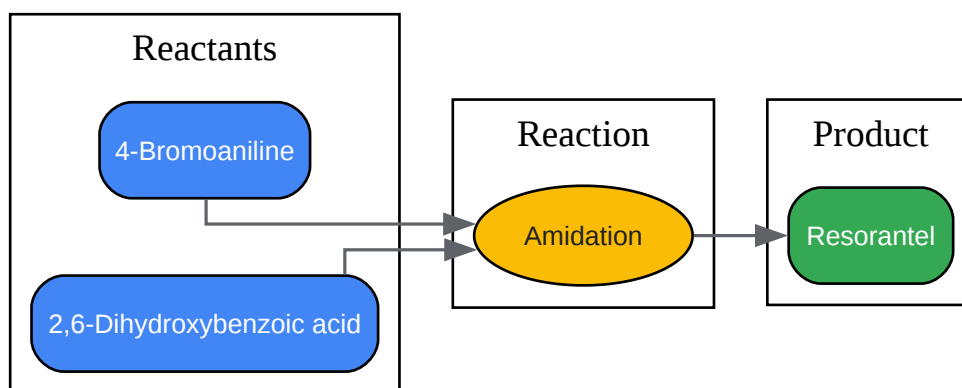 Reactants
4-Bromoaniline
2,6-Dihydroxybenzoic acid
Reaction
Amidation
Product
Resorantel